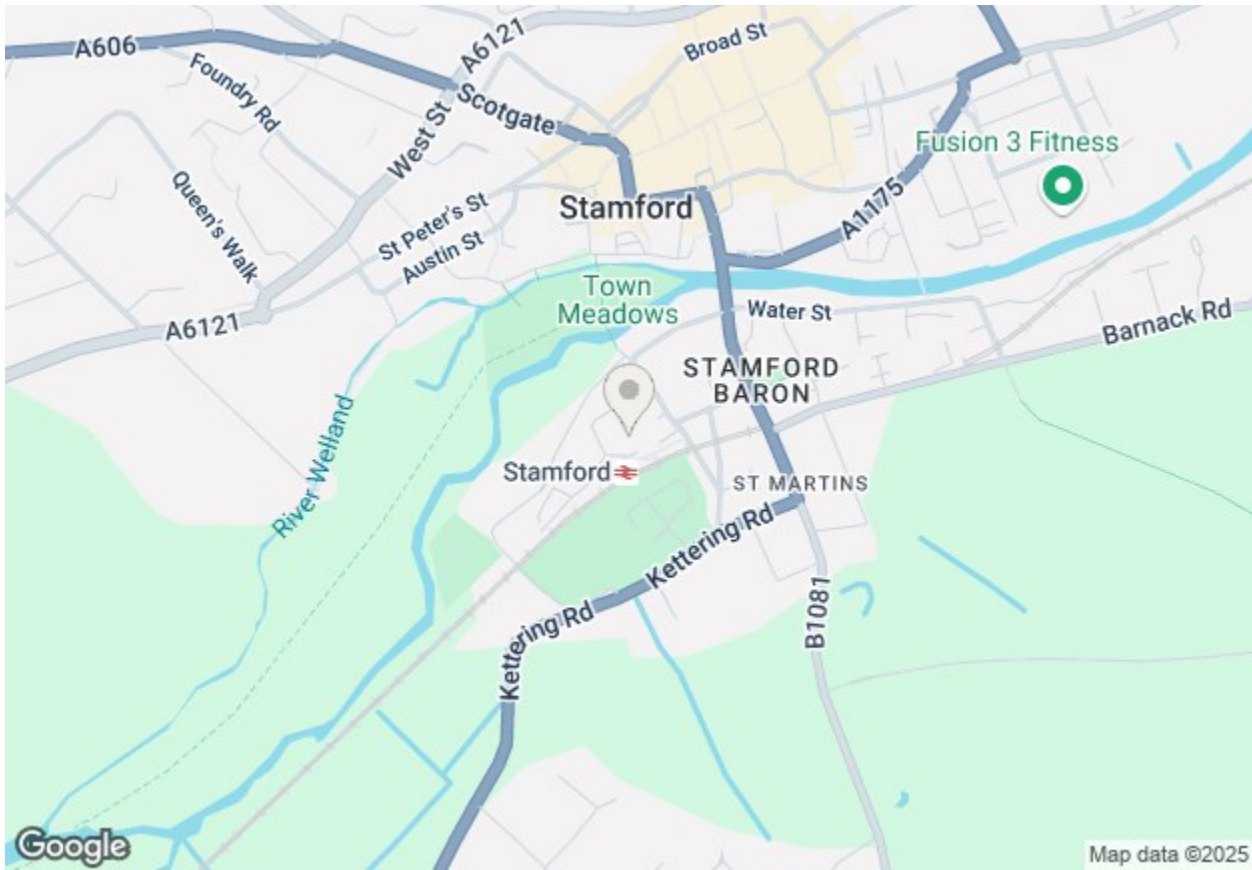 A606
A6121
Broad St
Foundry Rd
Scotgate
West St
Fusion 3 Fitness
Queen's Walk
St Peter's St
Stamford
A1175
Austin St
Town
Meadows
Water St
A6121
Barnack Rd
STAMFORD
BARON
River Welland
Stamford
ST MARTINS
Kettering Rd
B1081
Kettering Rd
Google
Map data ©2025